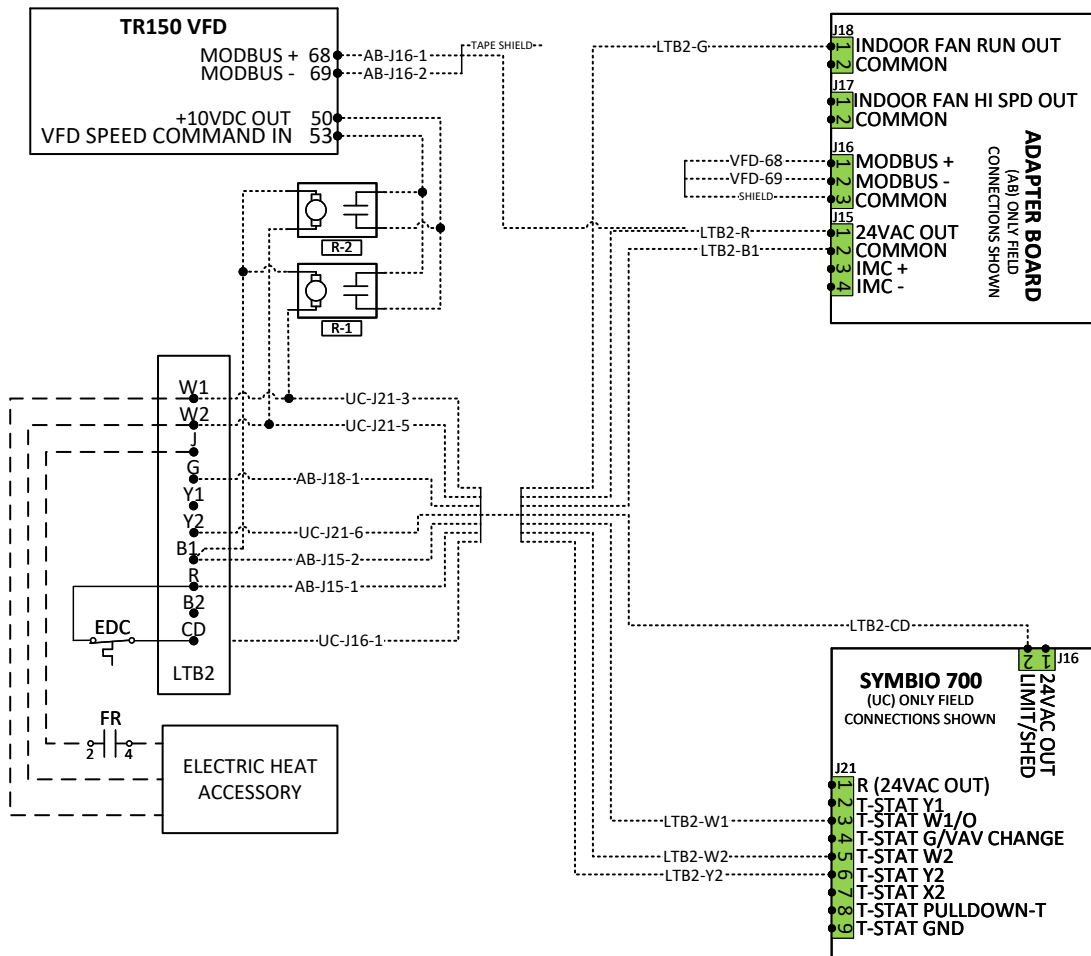 TR150 VFD
MODBUS + 68
MODBUS - 69
+10VDC OUT 50
VFD SPEED COMMAND IN 53
AB-J16-1
AB-J16-2
TAPE SHIELD
R-2
R-1
W1
W2
J
G
Y1
Y2
B1
R
B2
CD
LTB2
EDC
FR
2 4
ELECTRIC HEAT
ACCESSORY
UC-J21-3
UC-J21-5
AB-J18-1
UC-J21-6
AB-J15-2
AB-J15-1
UC-J16-1
LTB2-G
VFD-68
VFD-69
SHIELD
LTB2-R
LTB2-B1
J18
1 INDOOR FAN RUN OUT
2 COMMON
J17
1 INDOOR FAN HI SPD OUT
2 COMMON
J16
1 MODBUS +
2 MODBUS -
3 COMMON
J15
1 24VAC OUT
2 COMMON
3 IMC +
4 IMC -
ADAPTER BOARD
(AB) ONLY FIELD
CONNECTIONS SHOWN
LTB2-CD
SYMBIO 700
(UC) ONLY FIELD
CONNECTIONS SHOWN
J16
1 24VAC OUT
2 LIMIT/SHED
J21
1 R (24VAC OUT)
2 T-STAT Y1
3 T-STAT W1/O
4 T-STAT G/VAV CHANGE
5 T-STAT W2
6 T-STAT Y2
7 T-STAT X2
8 T-STAT PULLDOWN-T
9 T-STAT GND
LTB2-W1
LTB2-W2
LTB2-Y2